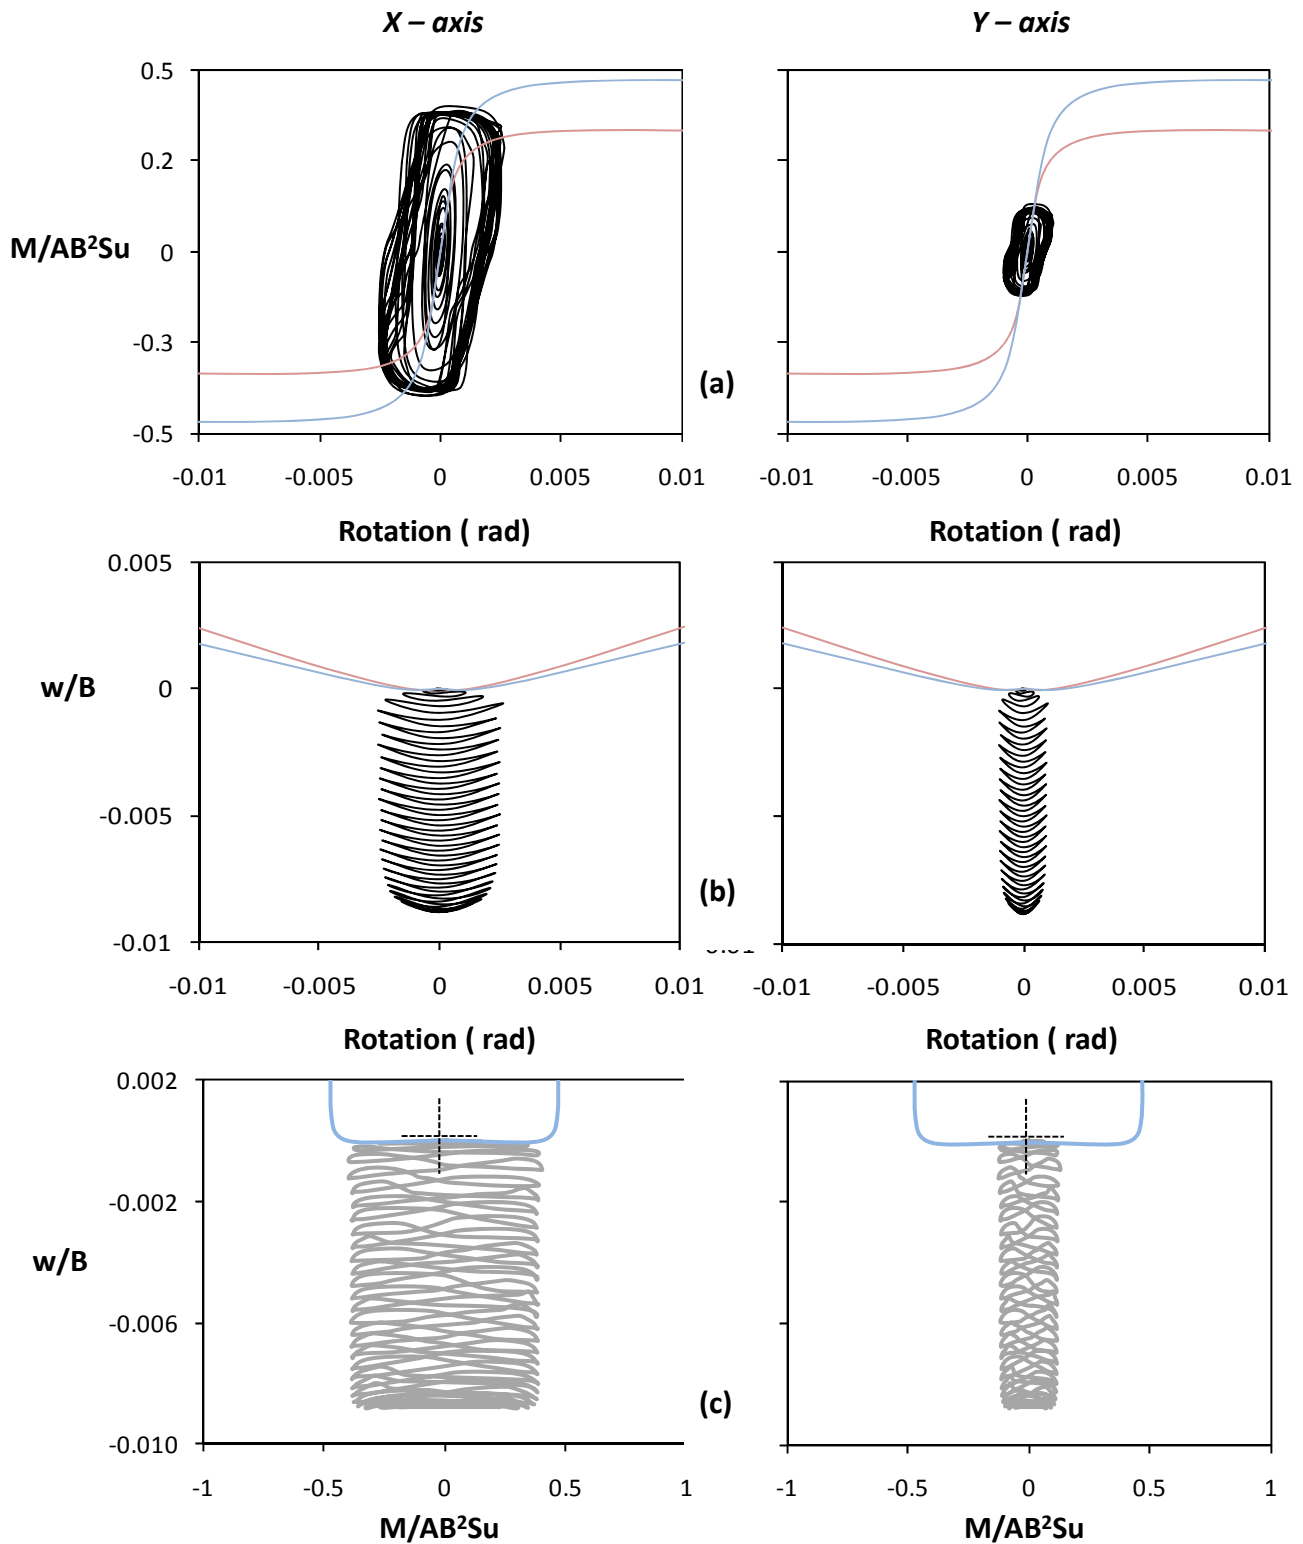 X – axis
Y – axis
0.5
0.2
0
-0.3
-0.5
M/AB²Su
(a)
-0.01 -0.005 0 0.005 0.01
-0.01 -0.005 0 0.005 0.01
Rotation ( rad)
Rotation ( rad)
0.005
0
-0.005
-0.01
w/B
(b)
-0.01 -0.005 0 0.005 0.01
-0.01 -0.005 0 0.005 0.01
Rotation ( rad)
Rotation ( rad)
0.002
-0.002
-0.006
-0.010
w/B
(c)
-1 -0.5 0 0.5 1
-1 -0.5 0 0.5 1
M/AB²Su
M/AB²Su